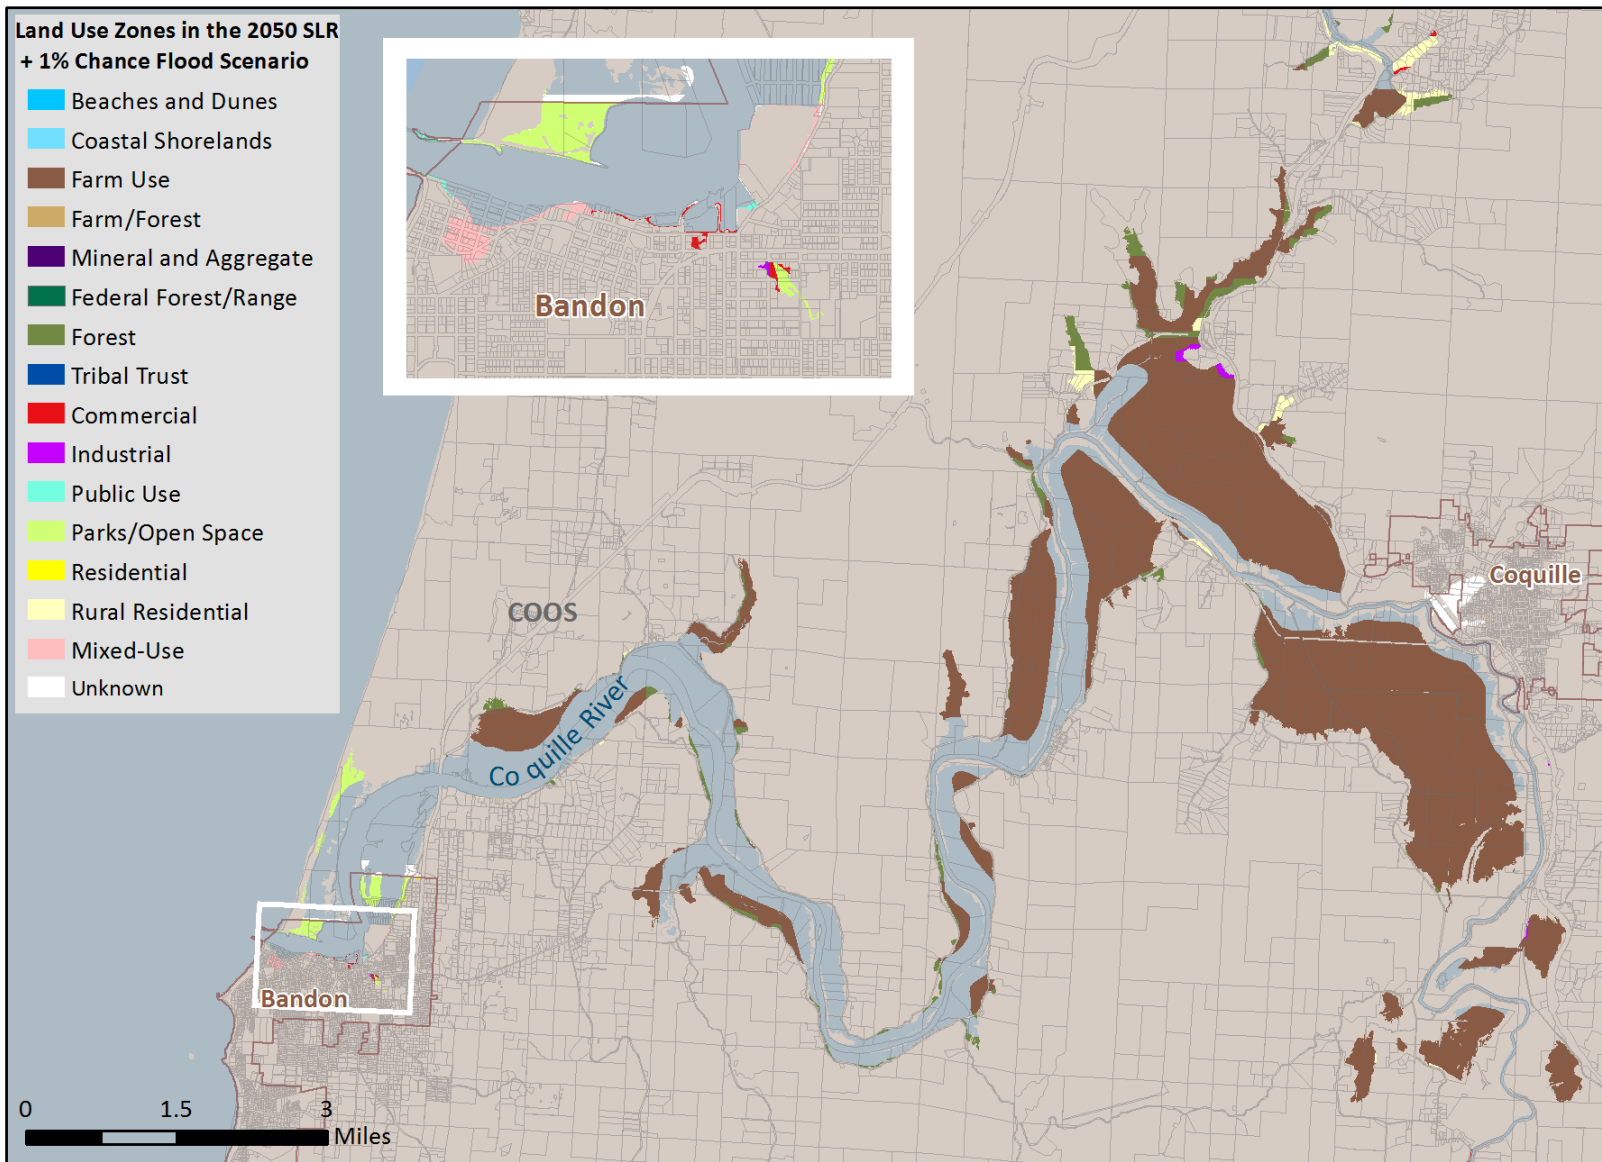 Land Use Zones in the 2050 SLR
+ 1% Chance Flood Scenario
Beaches and Dunes
Coastal Shorelands
Farm Use
Farm/Forest
Mineral and Aggregate
Federal Forest/Range
Forest
Tribal Trust
Commercial
Industrial
Public Use
Parks/Open Space
Residential
Rural Residential
Mixed-Use
Unknown
Bandon
Coquille
COOS
Co quille River
Bandon
0 1.5 3
Miles